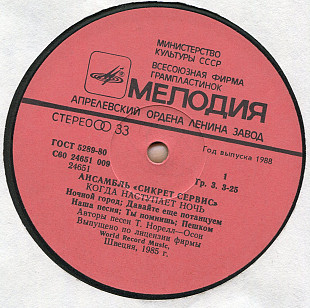 МИНИСТЕРСТВО
КУЛЬТУРЫ СССР
ВСЕСОЮЗНАЯ ФИРМА
ГРАМПЛАСТИНОК
МЕЛОДИЯ
АПРЕЛЕВСКИЙ ОРДЕНА ЛЕНИНА ЗАВОД
СТЕРЕО 33
Год выпуска 1988
ГОСТ 5289-80
С60 24651 009
24651
1
Гр. 3. 3-25
АНСАМБЛЬ «СИКРЕТ СЕРВИС»
КОГДА НАСТУПАЕТ НОЧЬ
Ночной город; Давайте еще потанцуем
Наша песня; Ты помнишь; Пешком
Авторы песен Т. Норелл—Осон
Выпущено по лицензии фирмы
World Record Music,
Швеция, 1985 г.